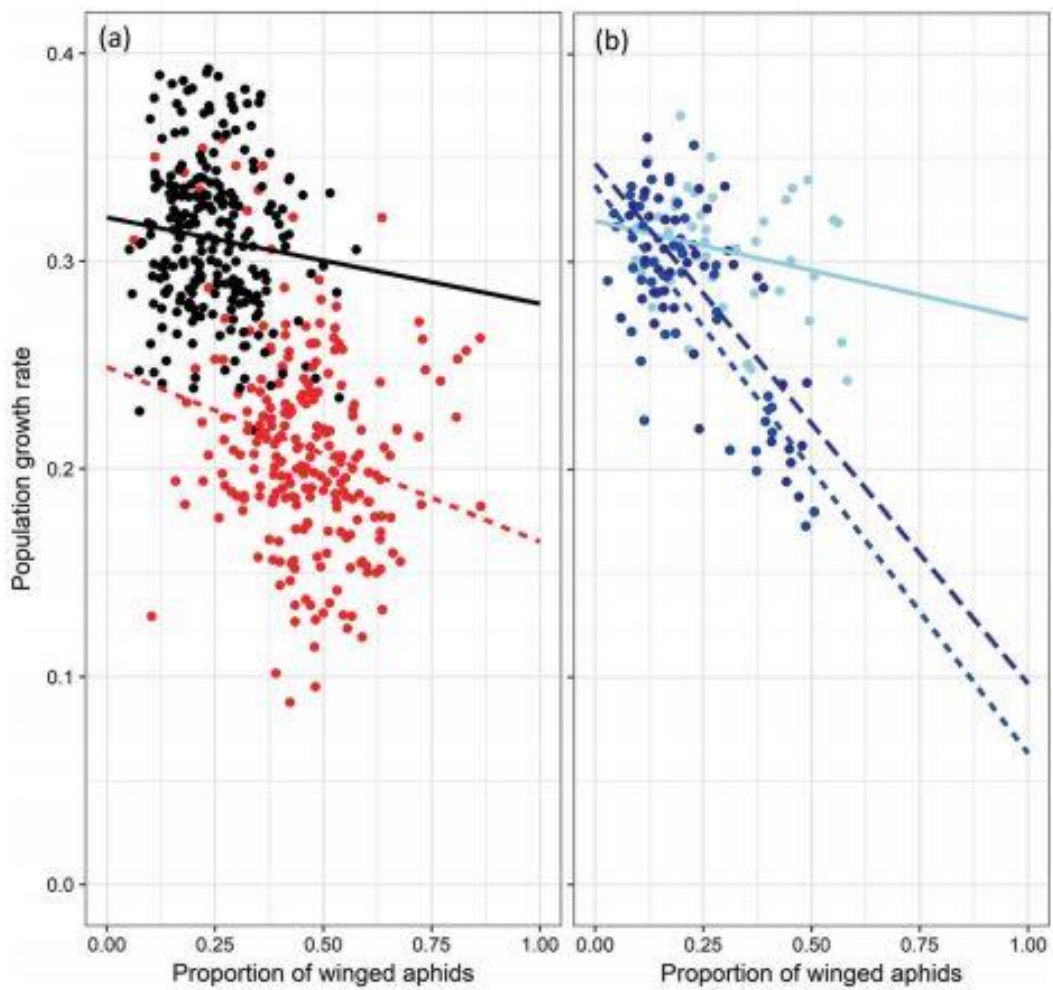 (a)
(b)
Population growth rate
0.4
0.3
0.2
0.1
0.0
0.00 0.25 0.50 0.75 1.00
0.00 0.25 0.50 0.75 1.00
Proportion of winged aphids
Proportion of winged aphids